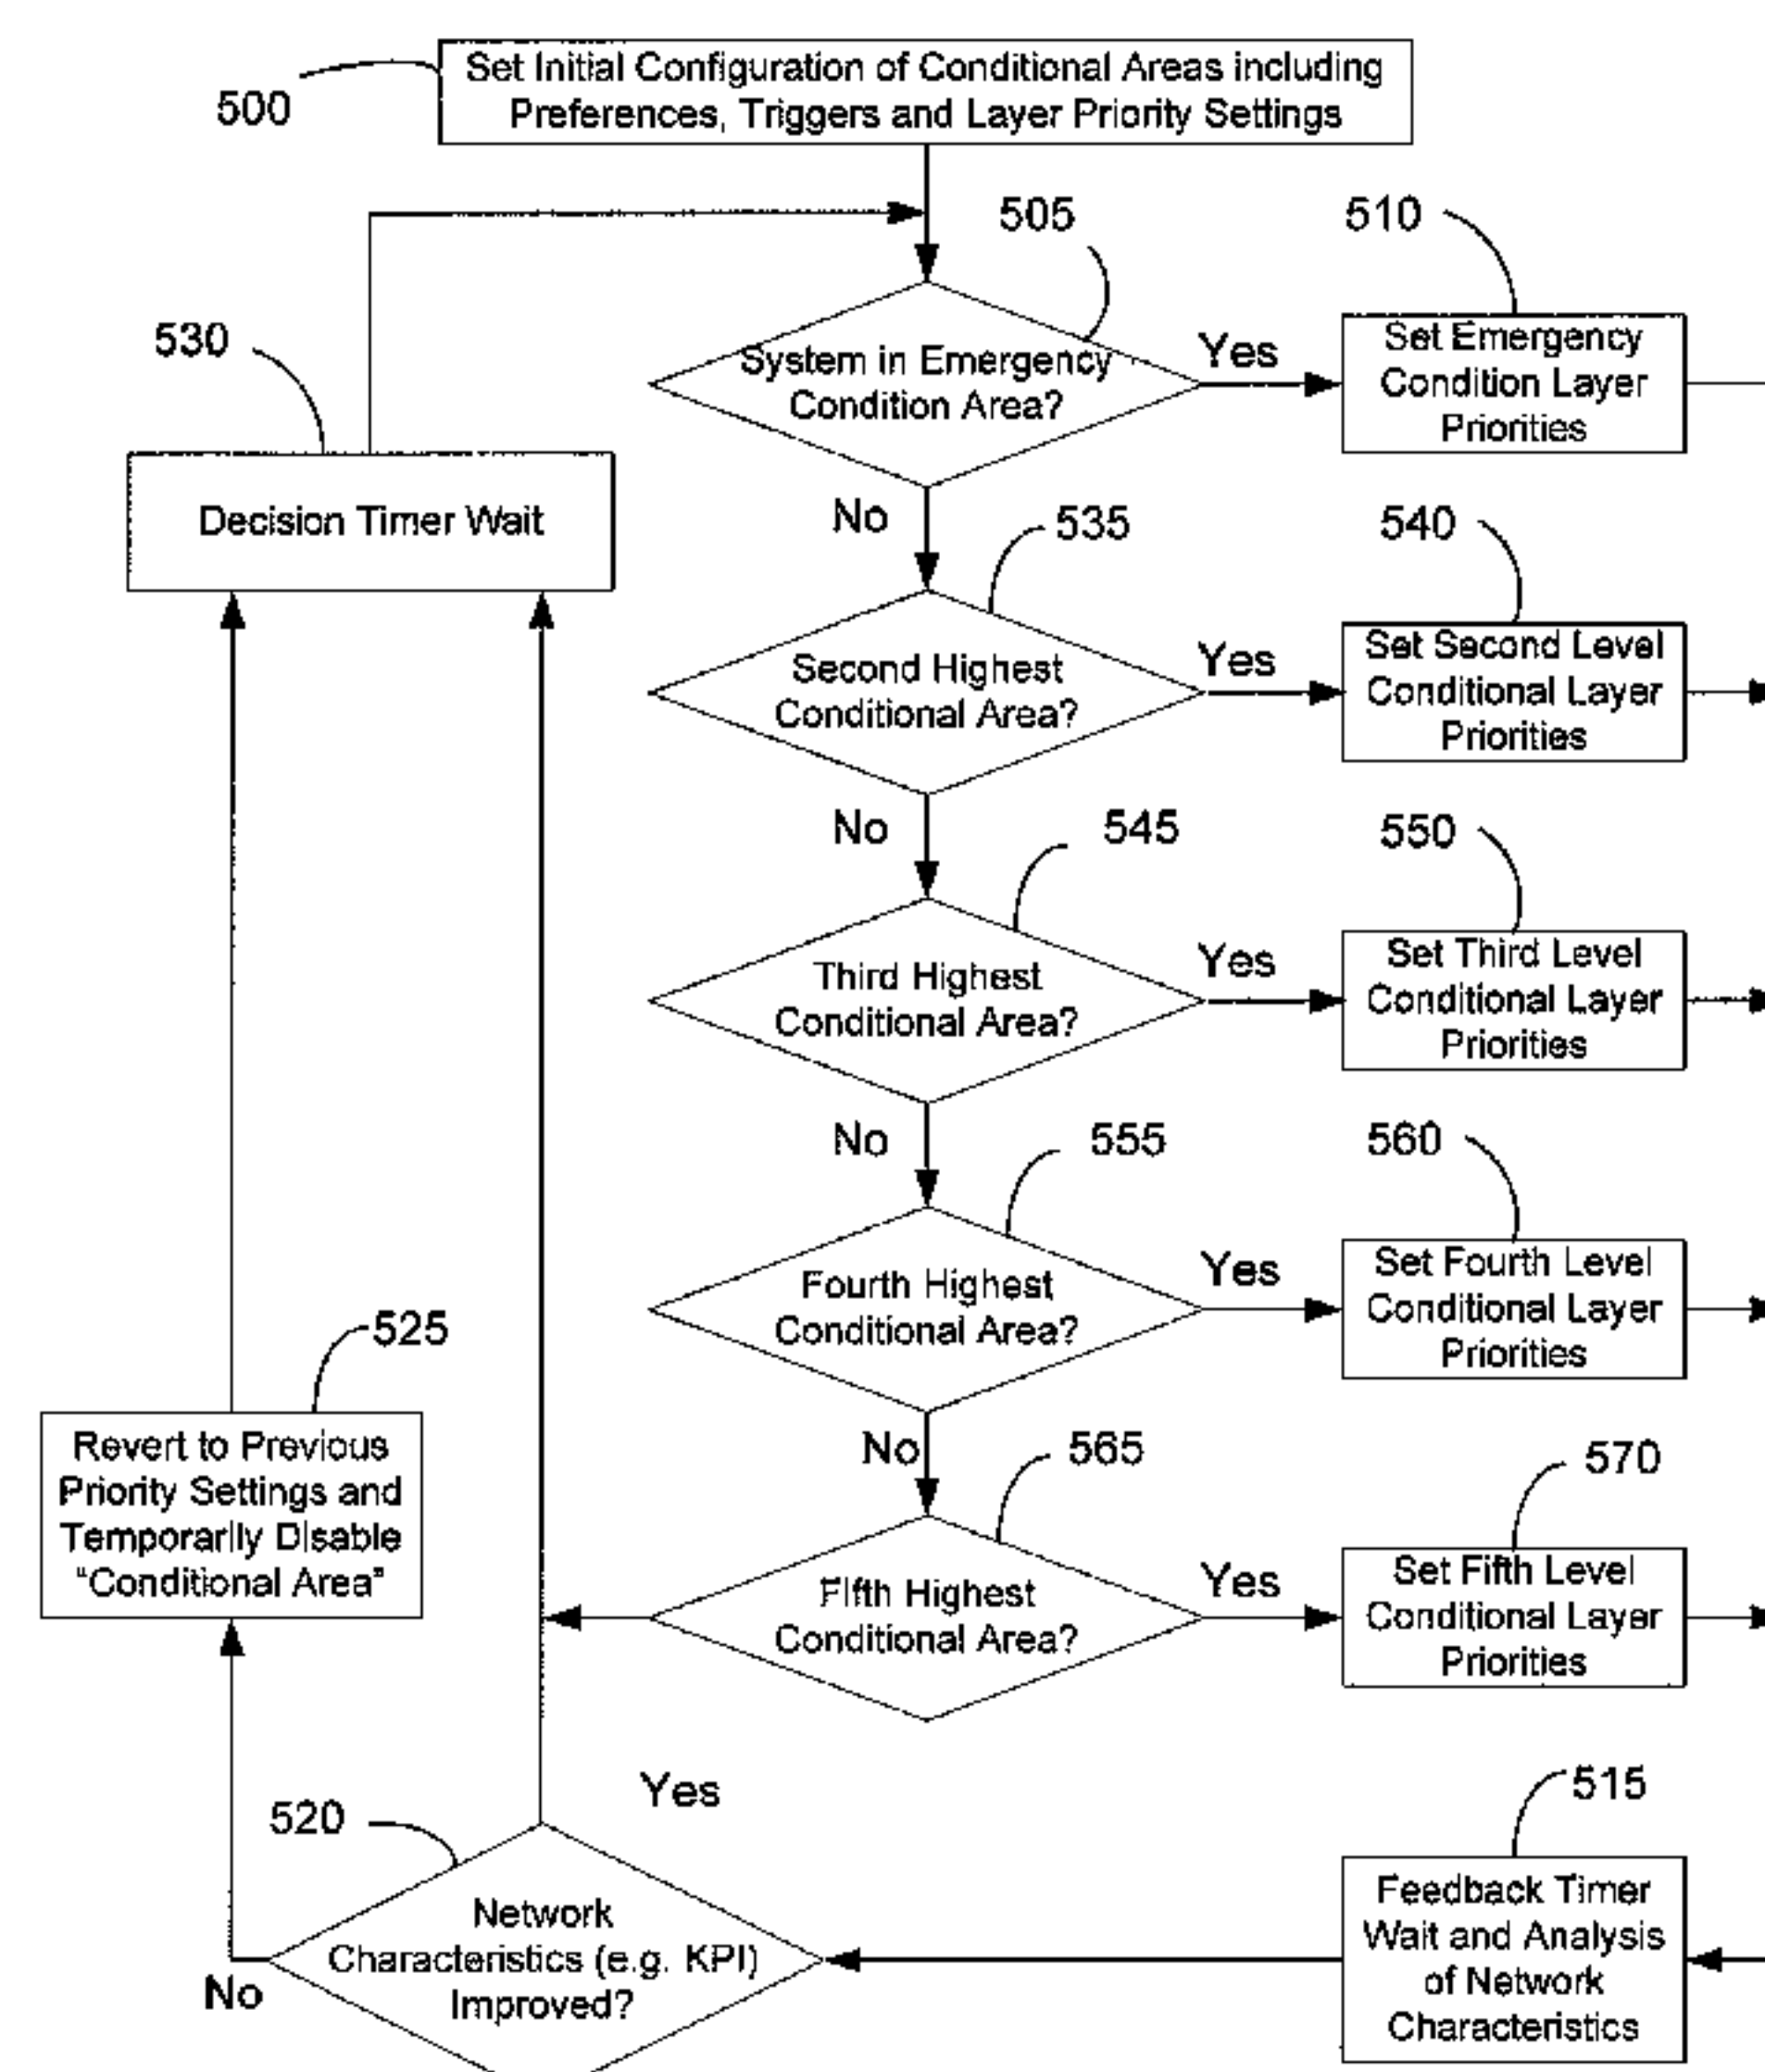 500
Set Initial Configuration of Conditional Areas including
Preferences, Triggers and Layer Priority Settings
505
510
530
System in Emergency
Condition Area?
Yes
Set Emergency
Condition Layer
Priorities
Decision Timer Wait
No
535
540
Second Highest
Conditional Area?
Yes
Set Second Level
Conditional Layer
Priorities
No
545
550
Third Highest
Conditional Area?
Yes
Set Third Level
Conditional Layer
Priorities
No
555
560
Fourth Highest
Conditional Area?
Yes
Set Fourth Level
Conditional Layer
Priorities
525
Revert to Previous
Priority Settings and
Temporarily Disable
"Conditional Area"
No
565
570
Fifth Highest
Conditional Area?
Yes
Set Fifth Level
Conditional Layer
Priorities
520
Yes
515
Network
Characteristics (e.g. KPI)
Improved?
No
Feedback Timer
Wait and Analysis
of Network
Characteristics